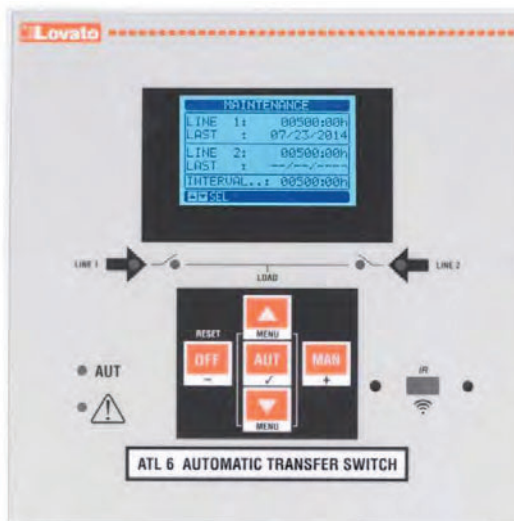 Lovato
MAINTENANCE
LINE 1: 00500:00h
LAST : 07/23/2014
LINE 2: 00500:00h
LAST : --/--/----
INTERVAL..: 00500:00h
▲▼SEL
LINE 1
LOAD
LINE 2
RESET
MENU
OFF
AUT
MAN
−
✓
+
MENU
AUT
IR
ATL 6 AUTOMATIC TRANSFER SWITCH